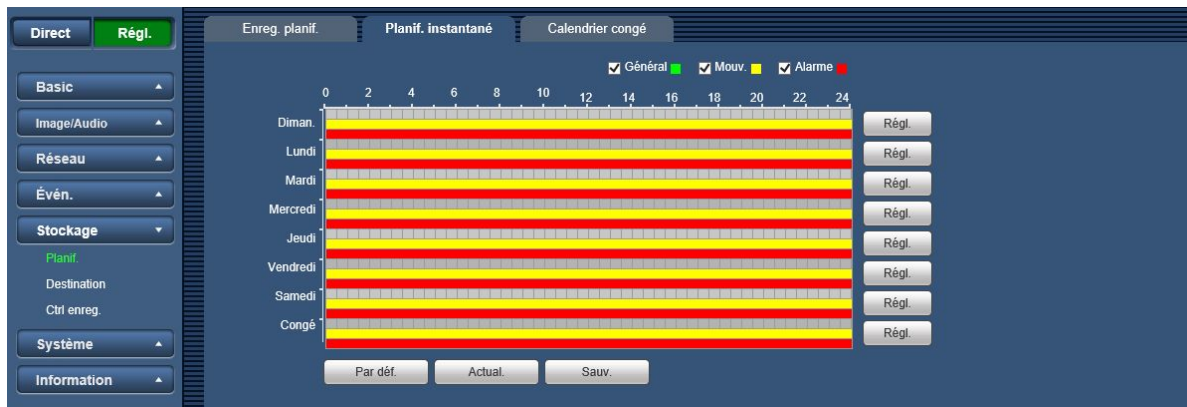 Direct Régl.
Enreg. planif. Planif. instantané Calendrier congé
Général Mouv. Alarme
Basic
Image/Audio
Réseau
Évén.
Stockage
Planif.
Destination
Ctrl enreg.
Système
Information
0 2 4 6 8 10 12 14 16 18 20 22 24
Diman. Régl.
Lundi Régl.
Mardi Régl.
Mercredi Régl.
Jeudi Régl.
Vendredi Régl.
Samedi Régl.
Congé Régl.
Par déf. Actual. Sauv.